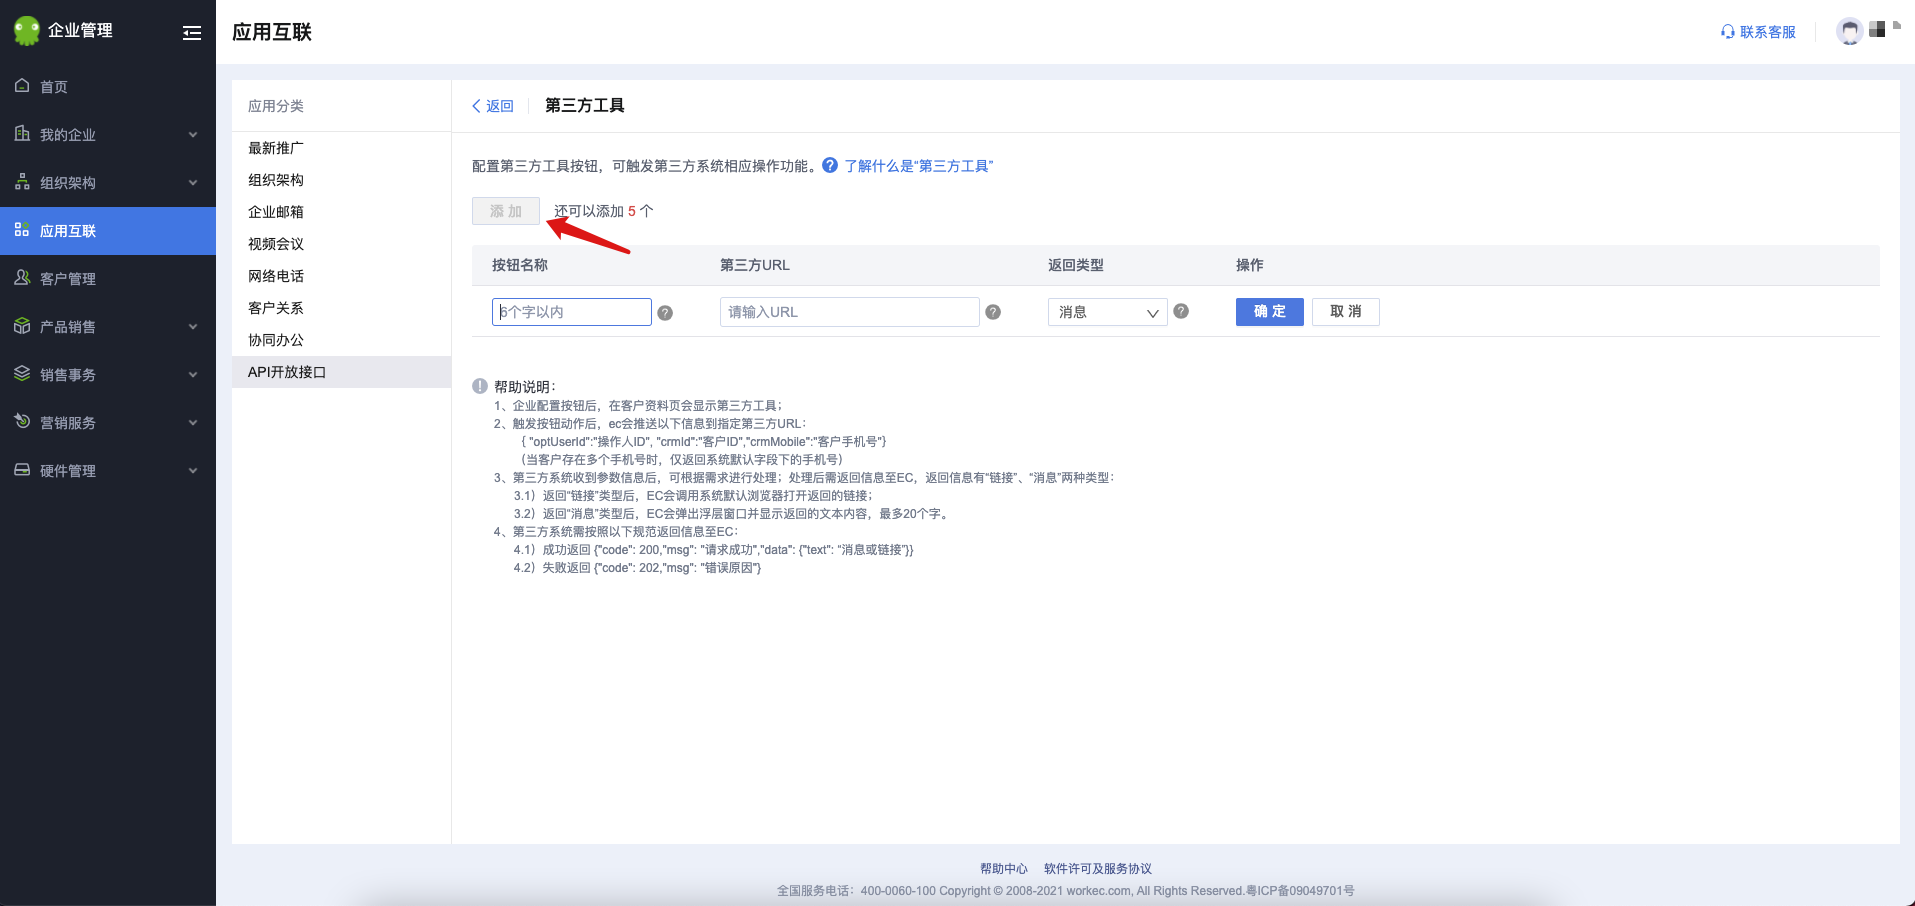 企业管理
首页
我的企业
组织架构
应用互联
客户管理
产品销售
销售事务
营销服务
硬件管理
应用互联
联系客服
应用分类
最新推广
组织架构
企业邮箱
视频会议
网络电话
客户关系
协同办公
API开放接口
返回
第三方工具
配置第三方工具按钮，可触发第三方系统相应操作功能。 ? 了解什么是“第三方工具”
添 加 还可以添加 5 个
按钮名称 第三方URL 返回类型 操作
6个字以内 ? 请输入URL ? 消息 ? 确 定 取 消
! 帮助说明：
1、企业配置按钮后，在客户资料页会显示第三方工具；
2、触发按钮动作后，ec会推送以下信息到指定第三方URL：
{ "optUserId":"操作人ID", "crmId":"客户ID","crmMobile":"客户手机号"}
（当客户存在多个手机号时，仅返回系统默认字段下的手机号）
3、第三方系统收到参数信息后，可根据需求进行处理；处理后需返回信息至EC，返回信息有“链接”、“消息”两种类型：
3.1）返回“链接”类型后，EC会调用系统默认浏览器打开返回的链接；
3.2）返回“消息”类型后，EC会弹出浮层窗口并显示返回的文本内容，最多20个字。
4、第三方系统需按照以下规范返回信息至EC：
4.1）成功返回 {"code": 200,"msg": "请求成功","data": {"text": “消息或链接”}}
4.2）失败返回 {"code": 202,"msg": "错误原因"}
帮助中心 软件许可及服务协议
全国服务电话：400-0060-100 Copyright © 2008-2021 workec.com, All Rights Reserved.粤ICP备09049701号